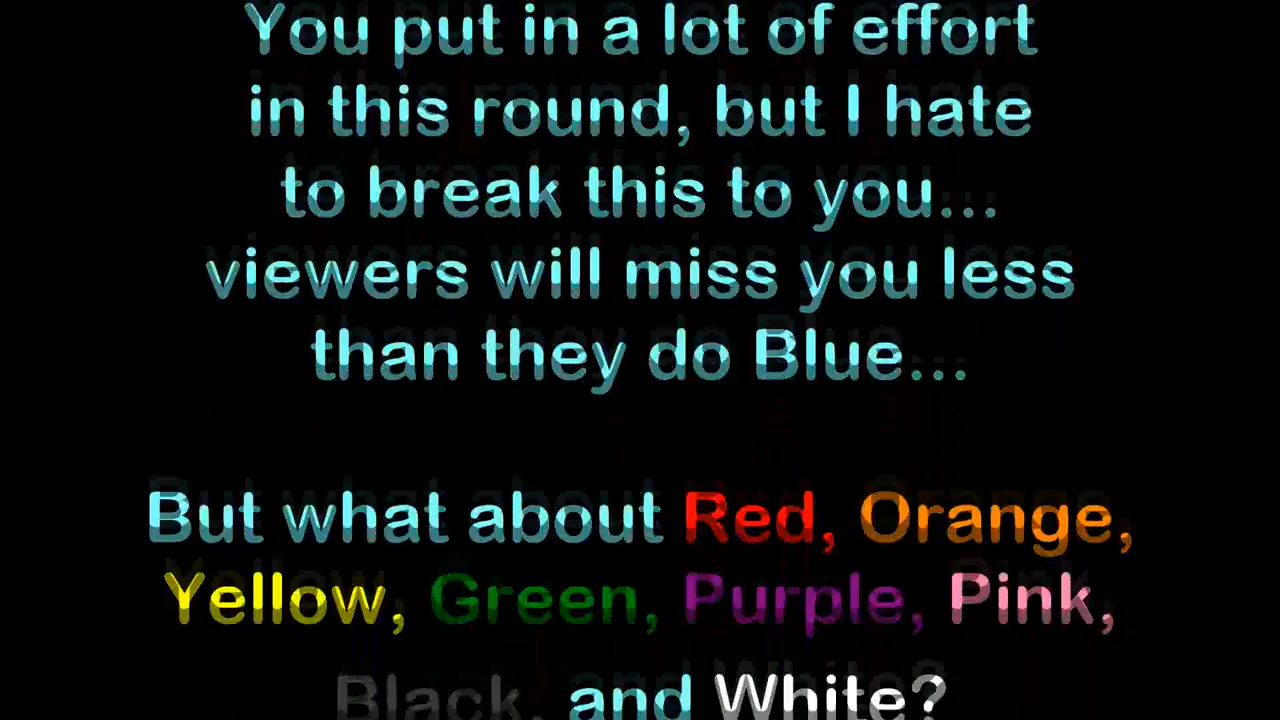 You put in a lot of effort
in this round, but I hate
to break this to you...
viewers will miss you less
than they do Blue...
But what about Red, Orange,
Yellow, Green, Purple, Pink,
Black, and White?